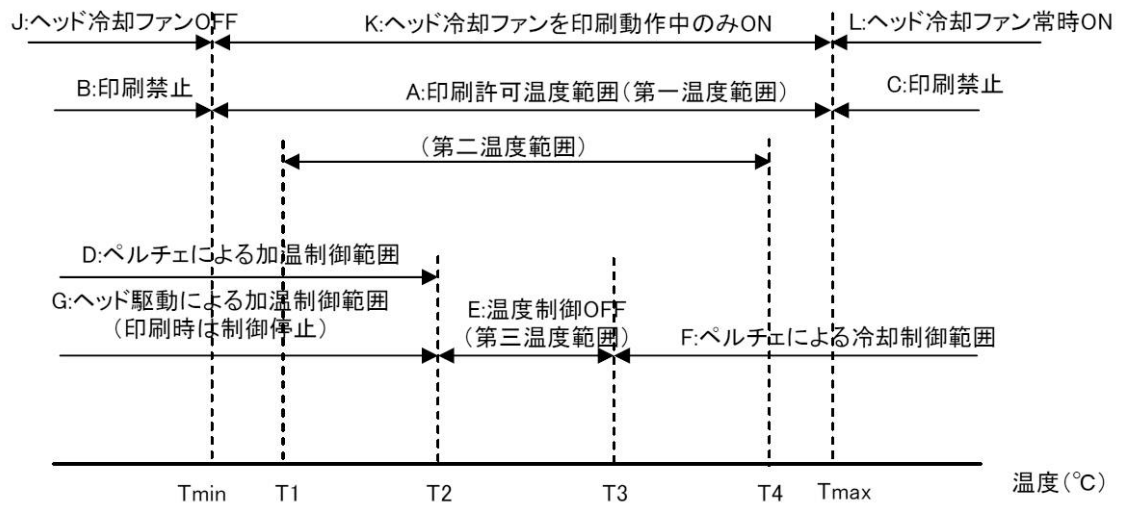 J:ヘッド冷却ファンOFF
K:ヘッド冷却ファンを印刷動作中のみON
L:ヘッド冷却ファン常時ON
B:印刷禁止
A:印刷許可温度範囲(第一温度範囲)
C:印刷禁止
(第二温度範囲)
D:ペルチェによる加温制御範囲
G:ヘッド駆動による加温制御範囲
(印刷時は制御停止)
E:温度制御OFF
(第三温度範囲)
F:ペルチェによる冷却制御範囲
Tmin
T1
T2
T3
T4
Tmax
温度(℃)